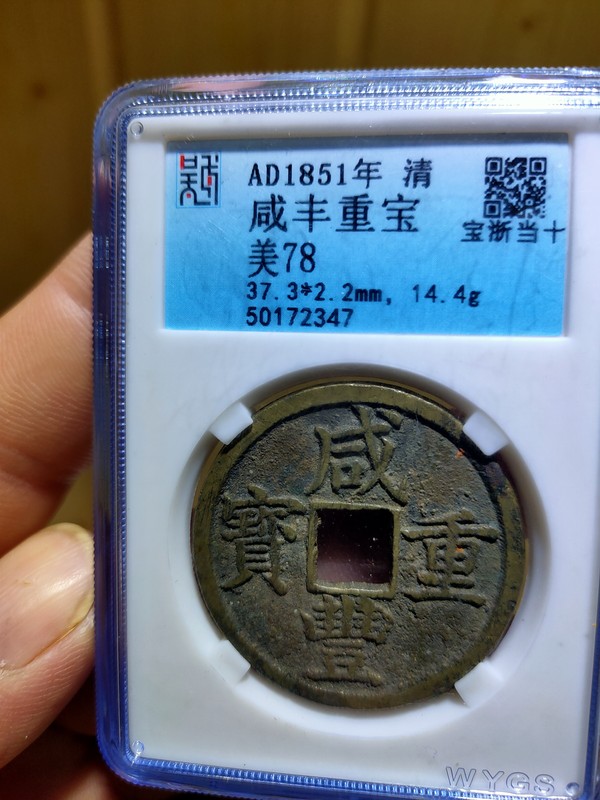 AD1851年 清
咸丰重宝
宝浙当十
美78
37.3*2.2mm, 14.4g
50172347
咸
寶 重
豐
WYGS